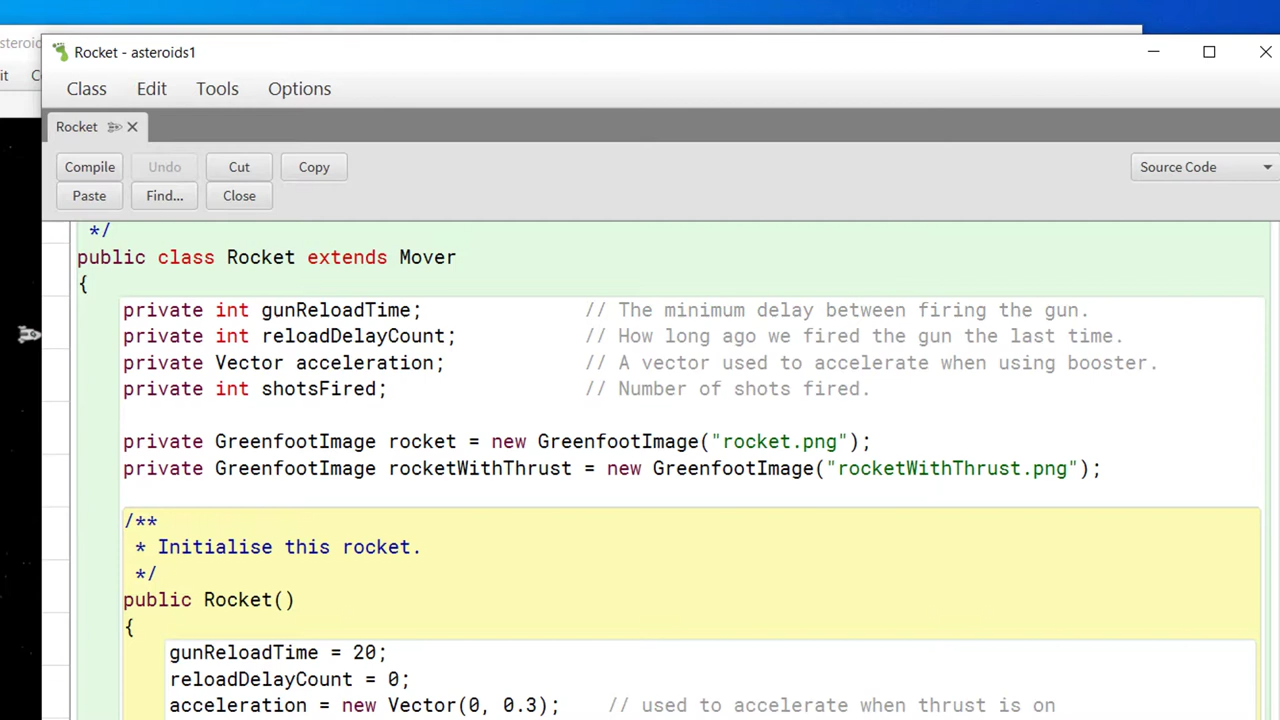 asteroid
Rocket - asteroids1
it
C
Class Edit Tools Options
Rocket
Compile Undo Cut Copy
Source Code
Paste Find... Close
*/
public class Rocket extends Mover
{
private int gunReloadTime; // The minimum delay between firing the gun.
private int reloadDelayCount; // How long ago we fired the gun the last time.
private Vector acceleration; // A vector used to accelerate when using booster.
private int shotsFired; // Number of shots fired.
private GreenfootImage rocket = new GreenfootImage("rocket.png");
private GreenfootImage rocketWithThrust = new GreenfootImage("rocketWithThrust.png");
/**
* Initialise this rocket.
*/
public Rocket()
{
gunReloadTime = 20;
reloadDelayCount = 0;
acceleration = new Vector(0, 0.3); // used to accelerate when thrust is on